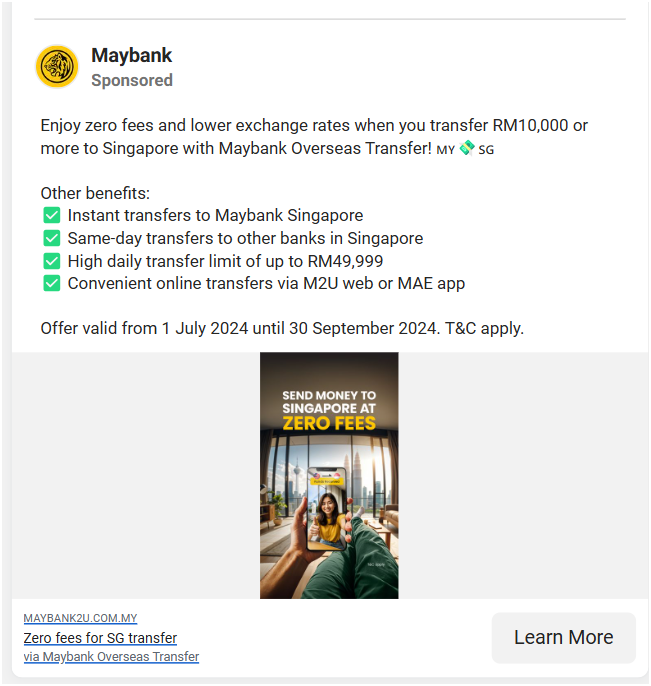 Maybank
Sponsored
Enjoy zero fees and lower exchange rates when you transfer RM10,000 or
more to Singapore with Maybank Overseas Transfer! MY 💸 SG
Other benefits:
✅ Instant transfers to Maybank Singapore
✅ Same-day transfers to other banks in Singapore
✅ High daily transfer limit of up to RM49,999
✅ Convenient online transfers via M2U web or MAE app
Offer valid from 1 July 2024 until 30 September 2024. T&C apply.
SEND MONEY TO
SINGAPORE AT
ZERO FEES
MAYBANK2U.COM.MY
Zero fees for SG transfer
via Maybank Overseas Transfer
Learn More